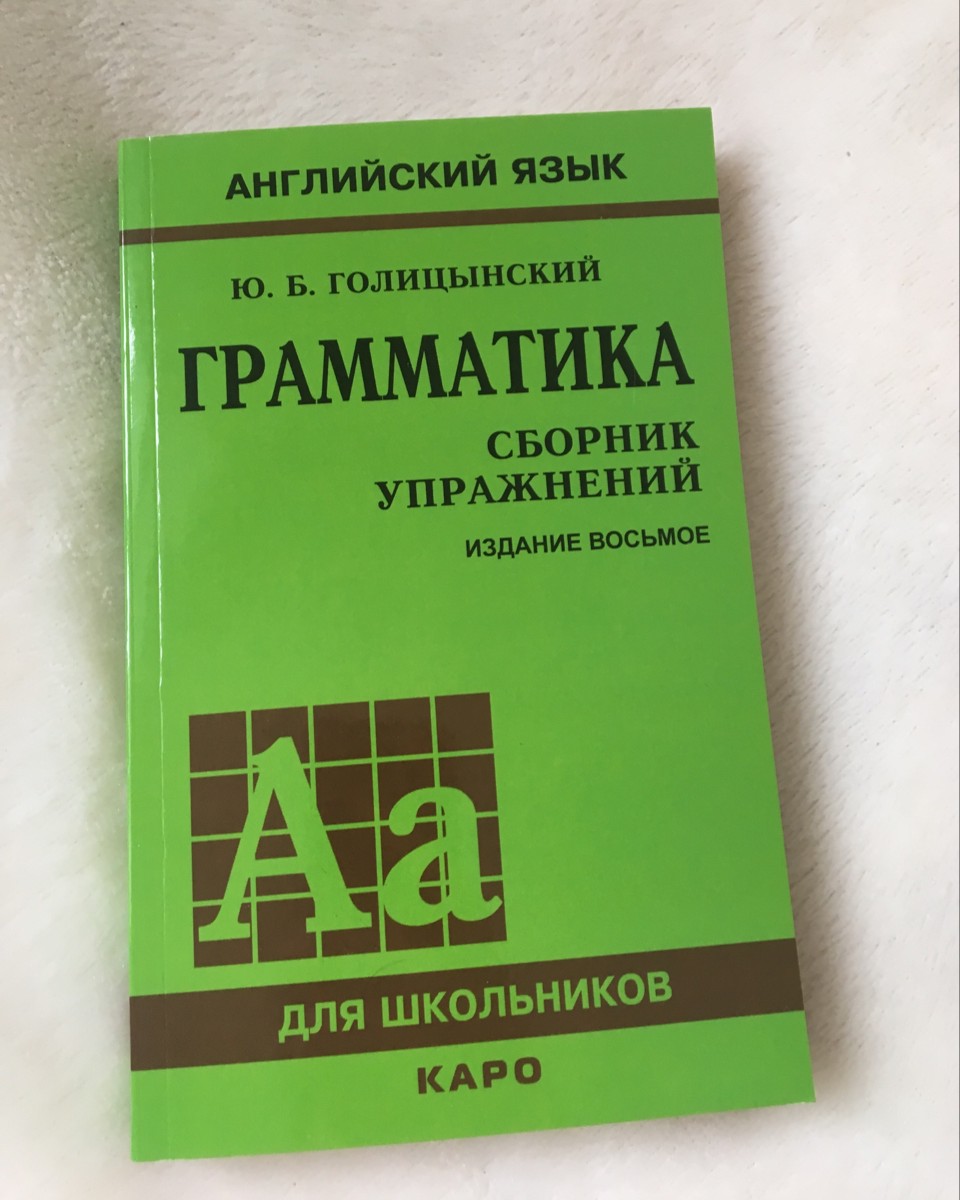 АНГЛИЙСКИЙ ЯЗЫК
Ю. Б. ГОЛИЦЫНСКИЙ
ГРАММАТИКА
СБОРНИК
УПРАЖНЕНИЙ
ИЗДАНИЕ ВОСЬМОЕ
Aa
ДЛЯ ШКОЛЬНИКОВ
КАРО